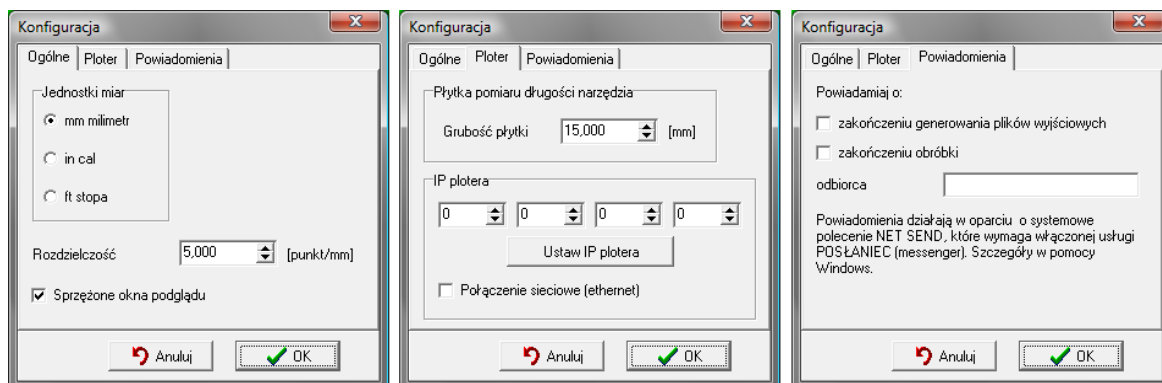 Konfiguracja
Ogólne Ploter Powiadomienia
Jednostki miar
mm milimetr
in cal
ft stopa
Rozdzielczość 5,000 [punkt/mm]
Sprzężone okna podglądu
Anuluj OK
Konfiguracja
Ogólne Ploter Powiadomienia
Płytka pomiaru długości narzędzia
Grubość płytki 15,000 [mm]
IP plotera
0 0 0 0
Ustaw IP plotera
Połączenie sieciowe (ethernet)
Anuluj OK
Konfiguracja
Ogólne Ploter Powiadomienia
Powiadamiaj o:
zakończeniu generowania plików wyjściowych
zakończeniu obróbki
odbiorca
Powiadomienia działają w oparciu o systemowe
polecenie NET SEND, które wymaga włączonej usługi
POSŁANIEC (messenger). Szczegóły w pomocy
Windows.
Anuluj OK